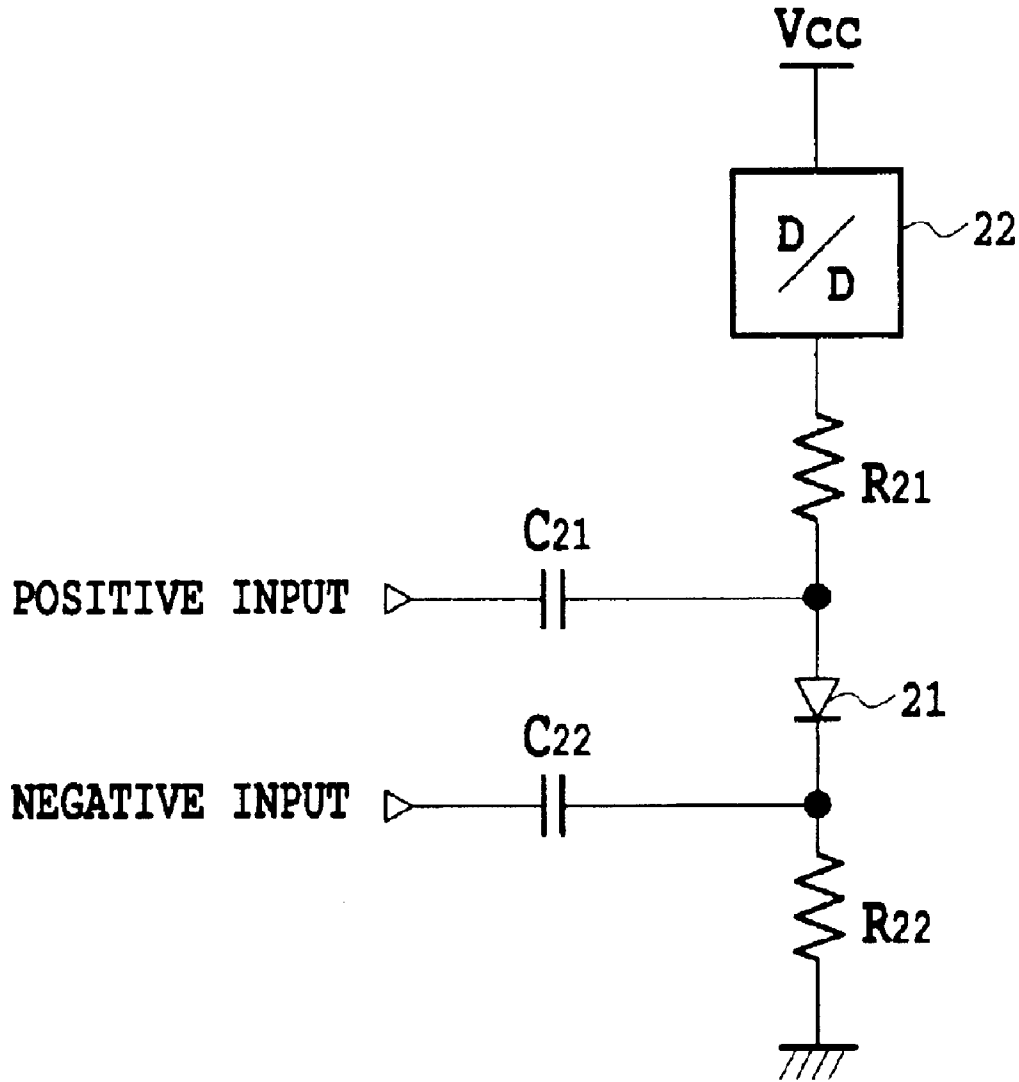 Vcc
D/D
22
R21
C21
POSITIVE INPUT
21
C22
NEGATIVE INPUT
R22